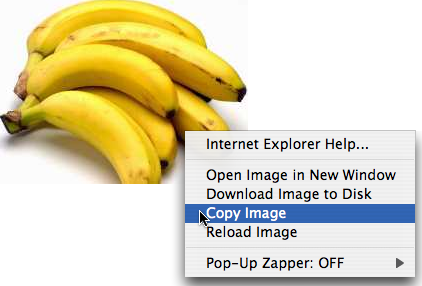 Internet Explorer Help...
Open Image in New Window
Download Image to Disk
Copy Image
Reload Image
Pop-Up Zapper: OFF